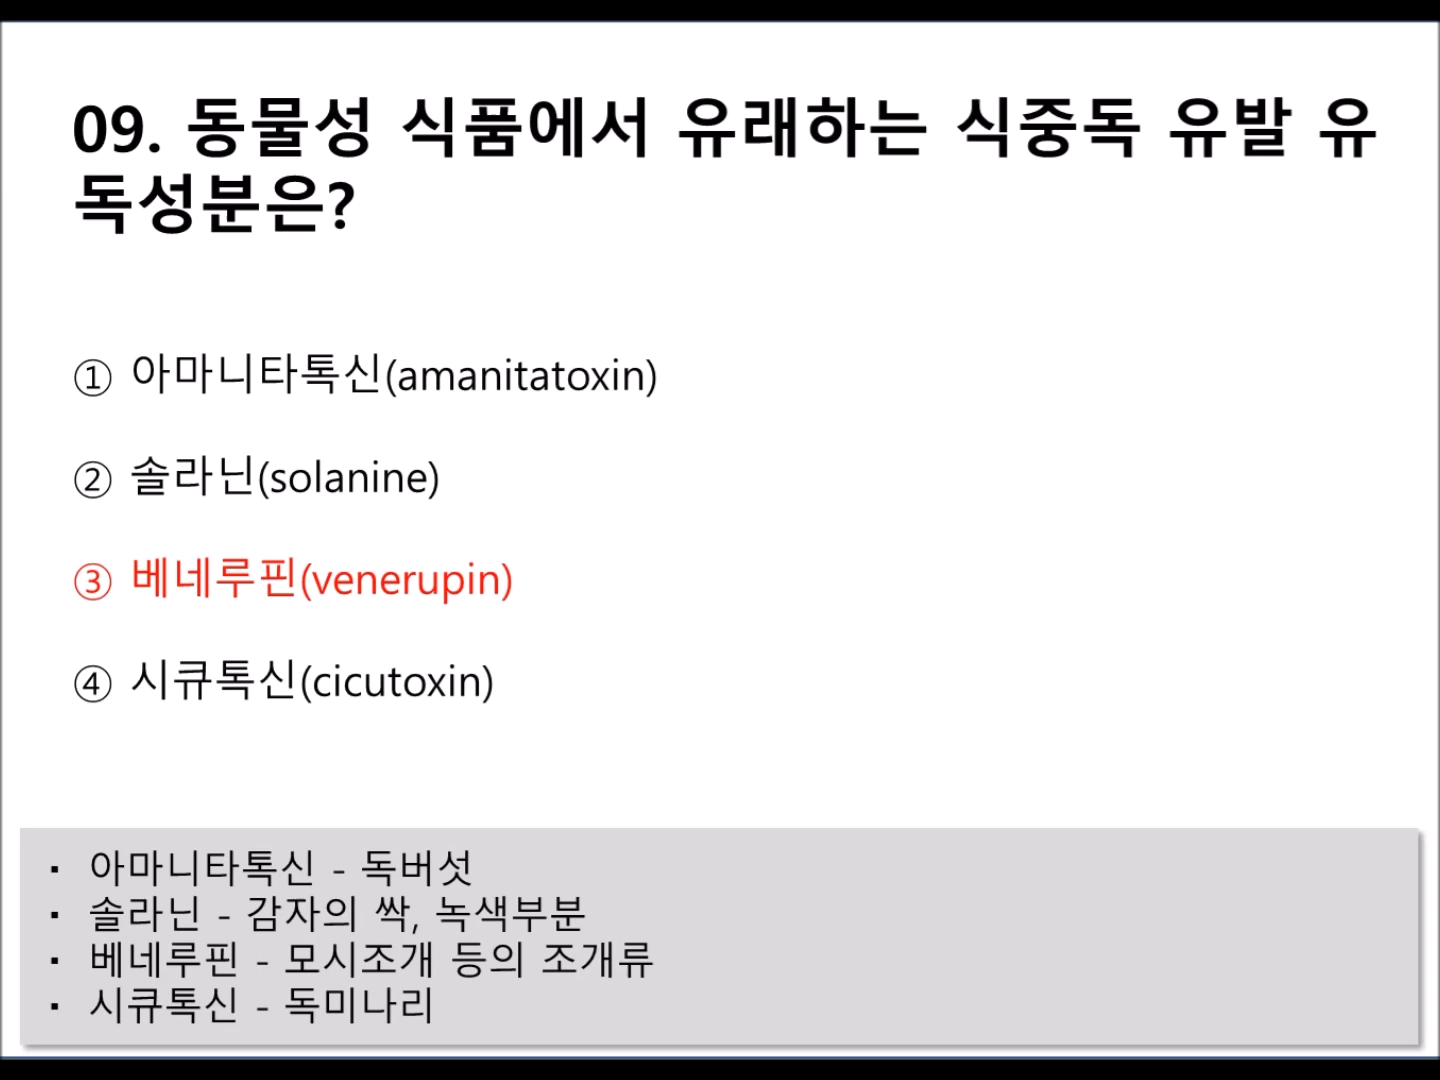 09. 동물성 식품에서 유래하는 식중독 유발 유
독성분은?
① 아마니타톡신(amanitatoxin)
② 솔라닌(solanine)
③ 베네루핀(venerupin)
④ 시큐톡신(cicutoxin)
▪ 아마니타톡신 - 독버섯
▪ 솔라닌 - 감자의 싹, 녹색부분
▪ 베네루핀 - 모시조개 등의 조개류
▪ 시큐톡신 - 독미나리